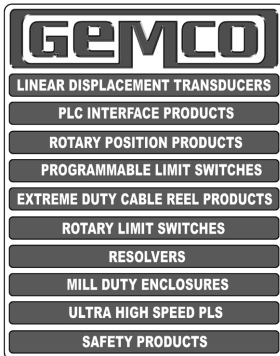 GEMCO
LINEAR DISPLACEMENT TRANSDUCERS
PLC INTERFACE PRODUCTS
ROTARY POSITION PRODUCTS
PROGRAMMABLE LIMIT SWITCHES
EXTREME DUTY CABLE REEL PRODUCTS
ROTARY LIMIT SWITCHES
RESOLVERS
MILL DUTY ENCLOSURES
ULTRA HIGH SPEED PLS
SAFETY PRODUCTS